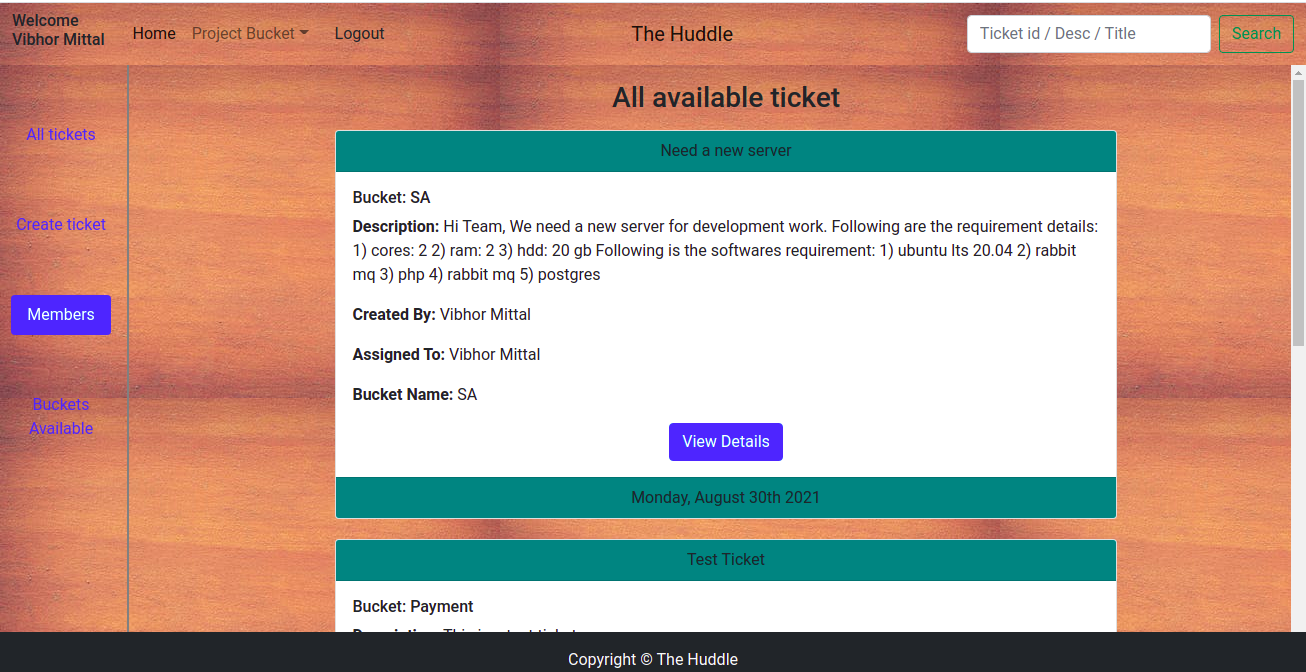 Welcome
Vibhor Mittal
Home
Project Bucket
Logout
The Huddle
Ticket id / Desc / Title
Search
All tickets
Create ticket
Members
Buckets
Available
All available ticket
Need a new server
Bucket: SA
Description: Hi Team, We need a new server for development work. Following are the requirement details:
1) cores: 2 2) ram: 2 3) hdd: 20 gb Following is the softwares requirement: 1) ubuntu lts 20.04 2) rabbit
mq 3) php 4) rabbit mq 5) postgres
Created By: Vibhor Mittal
Assigned To: Vibhor Mittal
Bucket Name: SA
View Details
Monday, August 30th 2021
Test Ticket
Bucket: Payment
Description: This is a test ticket
Copyright © The Huddle